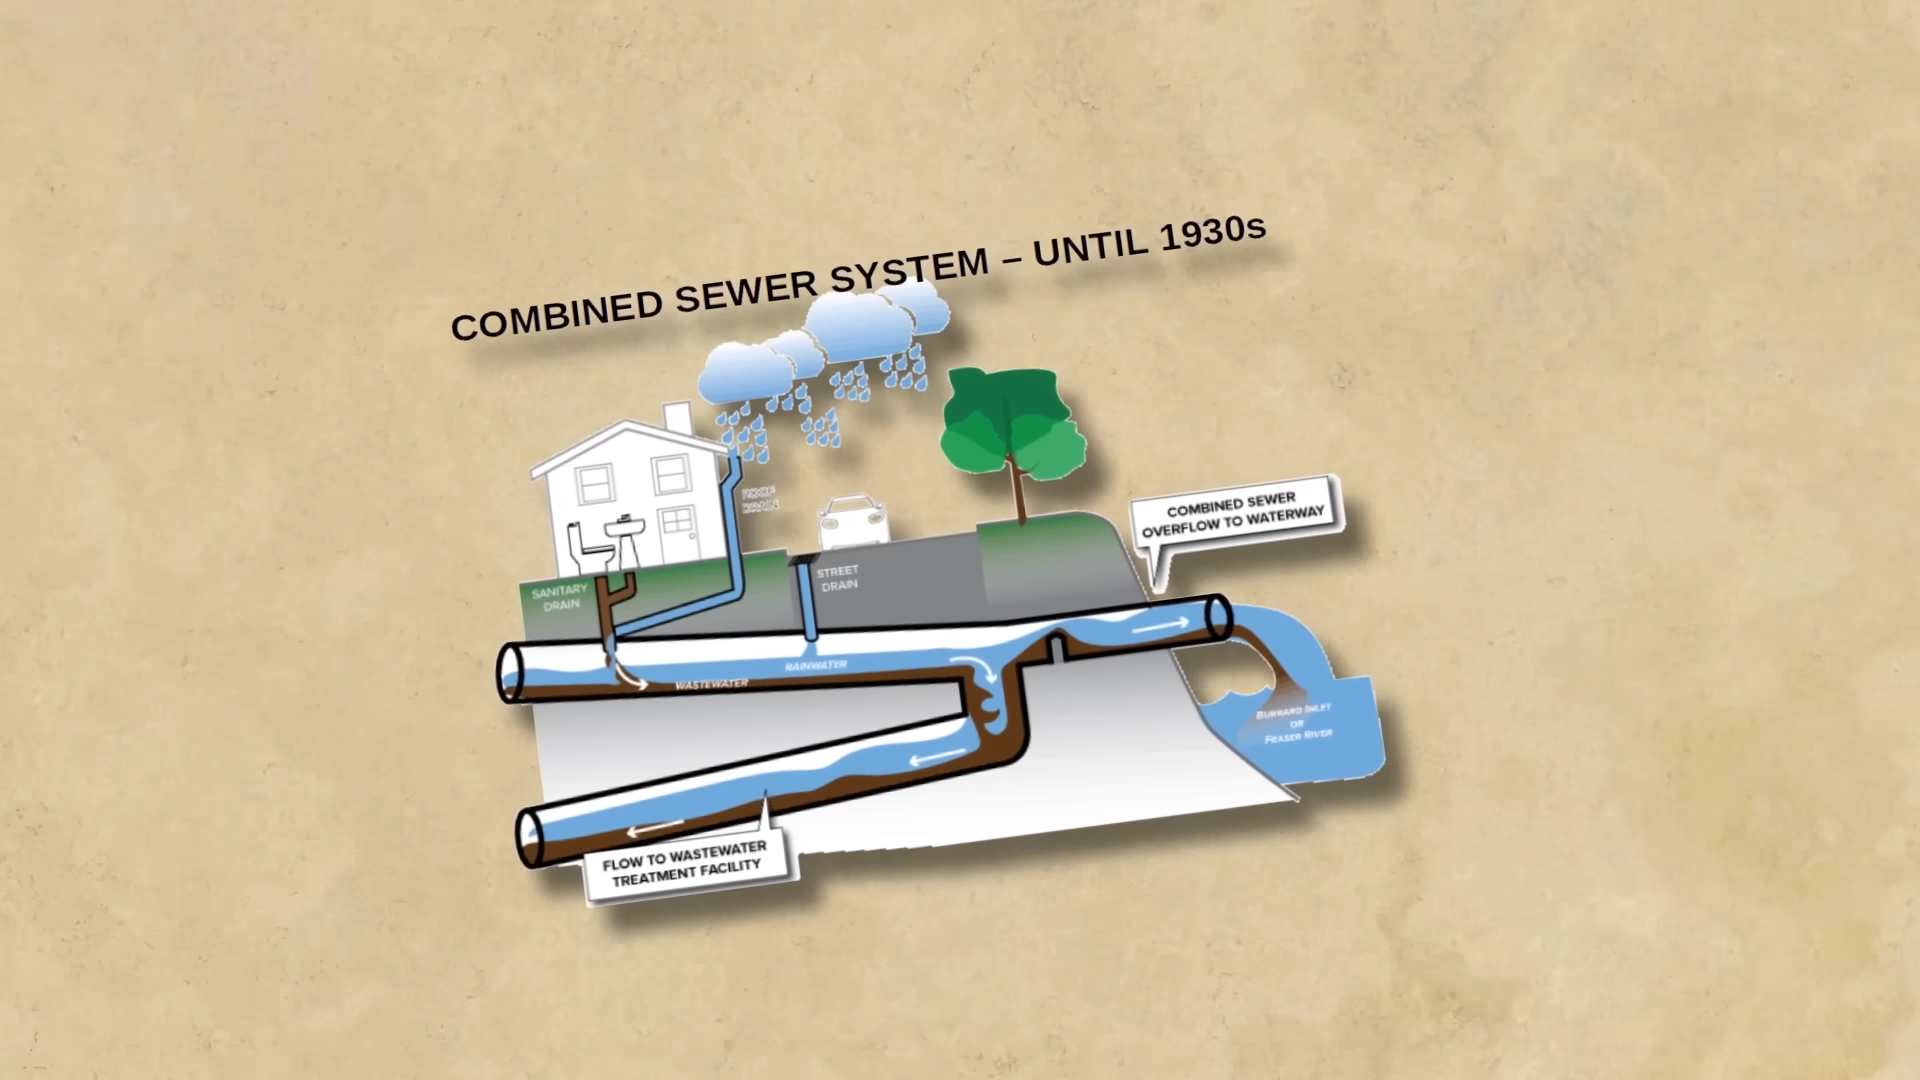 COMBINED SEWER SYSTEM – UNTIL 1930s
ROOF
DRAIN
COMBINED SEWER
OVERFLOW TO WATERWAY
STREET
DRAIN
SANITARY
DRAIN
RAINWATER
WASTEWATER
BURRARD INLET
OR
FRASER RIVER
FLOW TO WASTEWATER
TREATMENT FACILITY